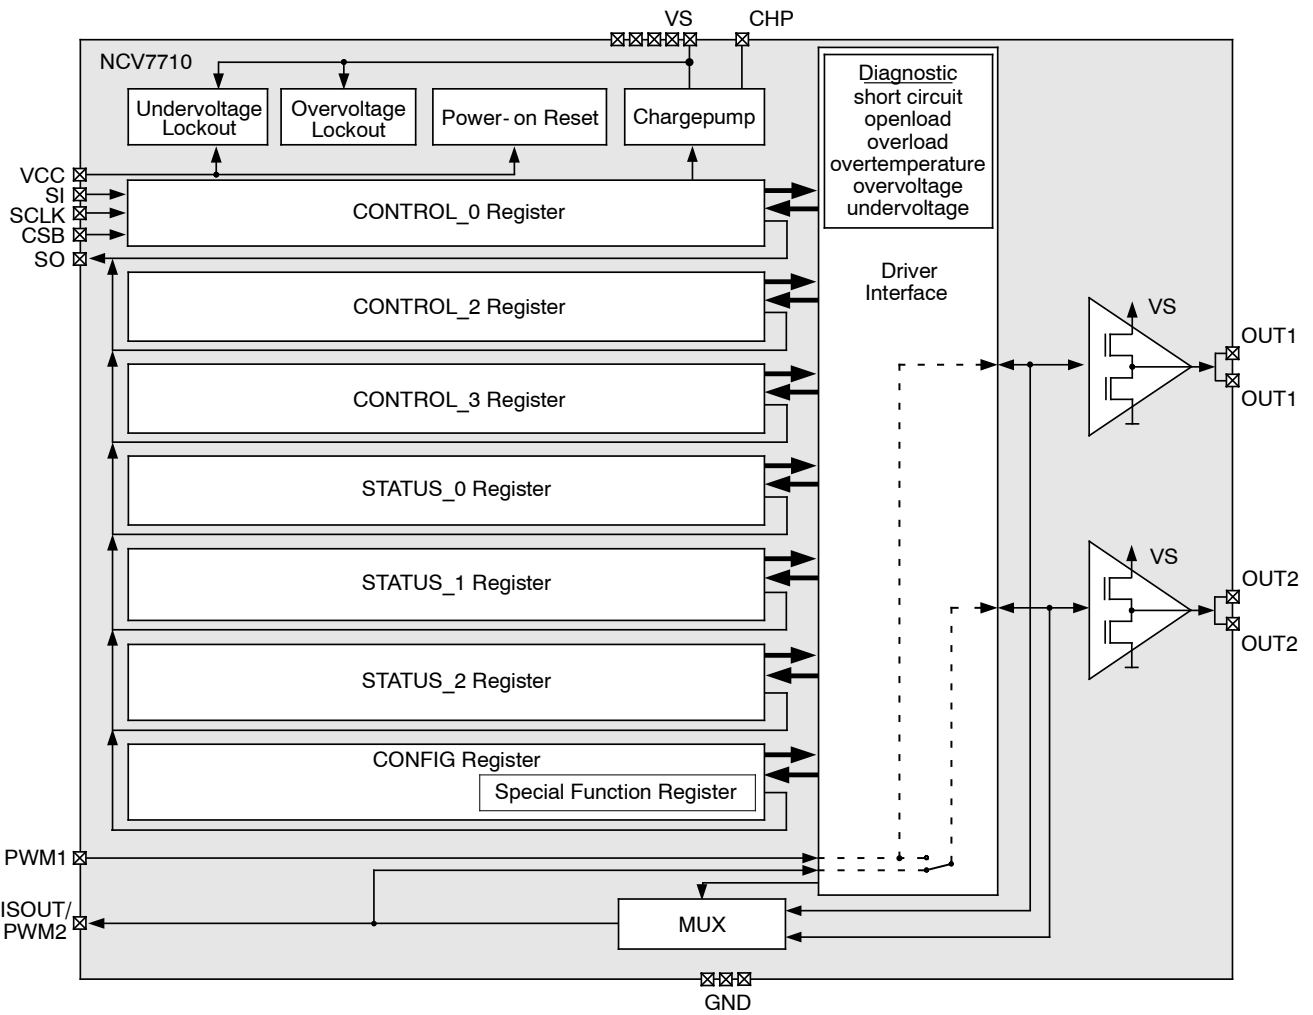 VS
CHP
NCV7710
Undervoltage
Lockout
Overvoltage
Lockout
Power-on Reset
Chargepump
Diagnostic
short circuit
openload
overload
overtemperature
overvoltage
undervoltage
VCC
SI
SCLK
CSB
SO
CONTROL_0 Register
Driver
Interface
CONTROL_2 Register
CONTROL_3 Register
STATUS_0 Register
STATUS_1 Register
STATUS_2 Register
CONFIG Register
Special Function Register
VS
OUT1
OUT1
VS
OUT2
OUT2
PWM1
ISOUT/
PWM2
MUX
GND